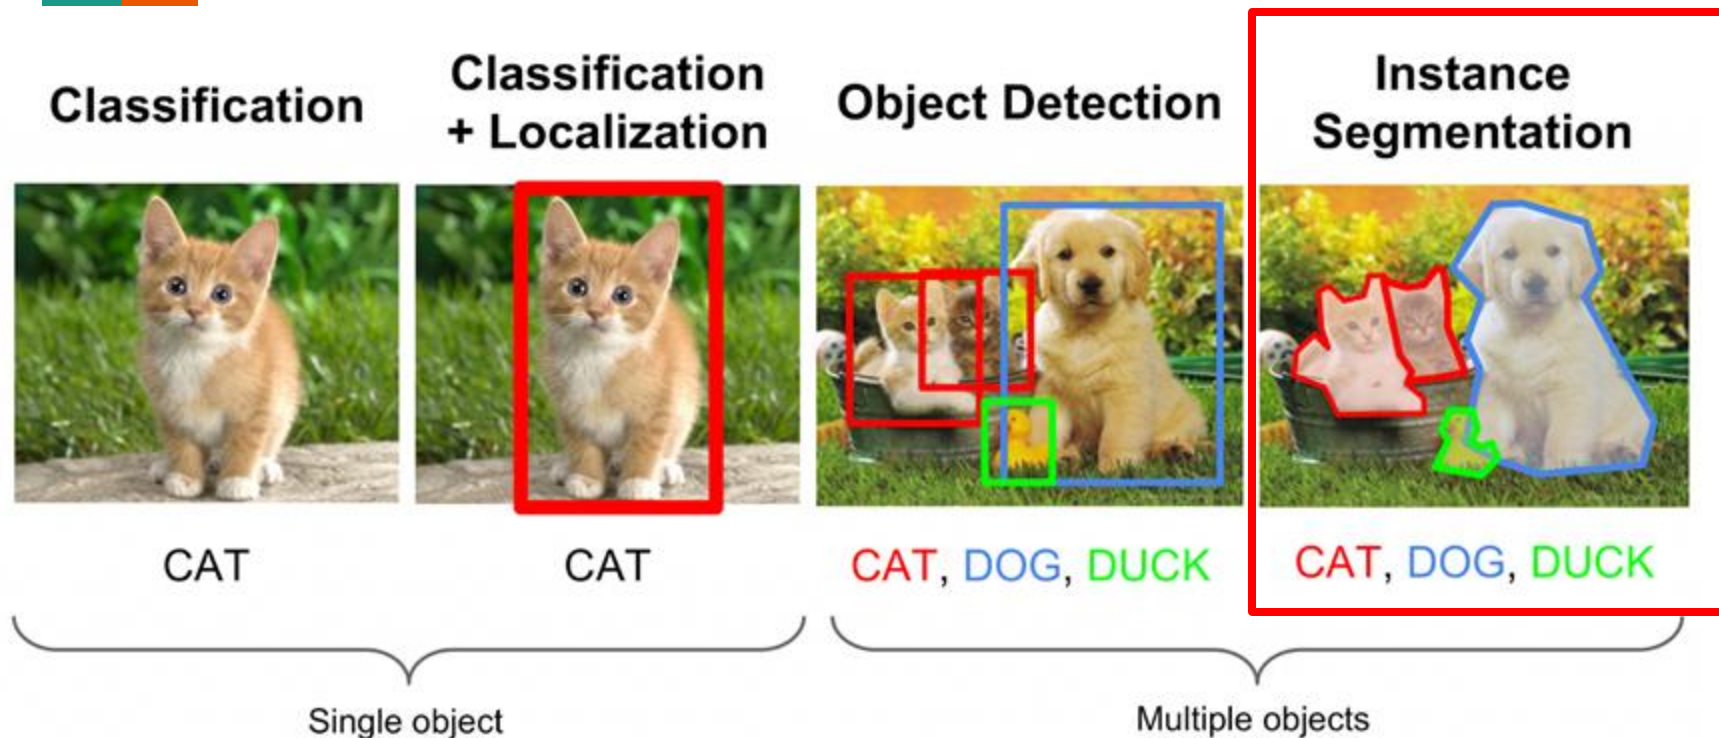 Classification
Classification
+ Localization
Object Detection
Instance
Segmentation
CAT
CAT
CAT, DOG, DUCK
CAT, DOG, DUCK
Single object
Multiple objects